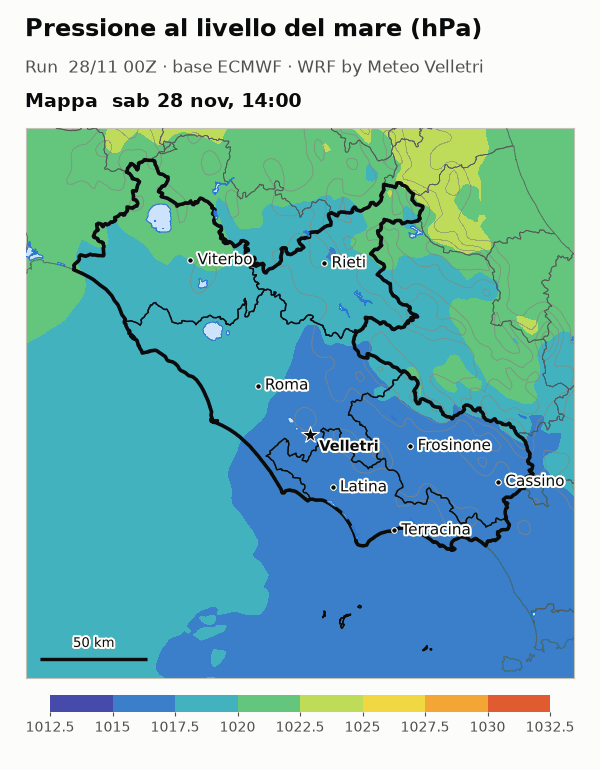 Pressione al livello del mare (hPa)
Run  28/11 00Z · base ECMWF · WRF by Meteo Velletri
Mappa  sab 28 nov, 14:00
Viterbo
Rieti
Roma
Velletri
Frosinone
Cassino
Latina
Terracina
50 km
1012.5 1015 1017.5 1020 1022.5 1025 1027.5 1030 1032.5